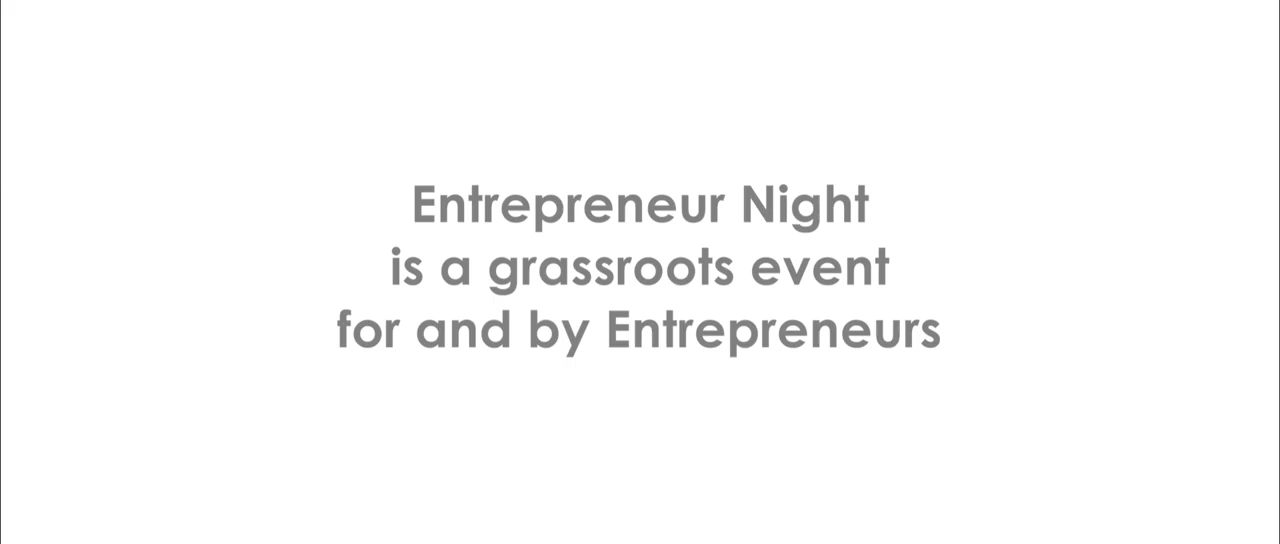 Entrepreneur Night
is a grassroots event
for and by Entrepreneurs